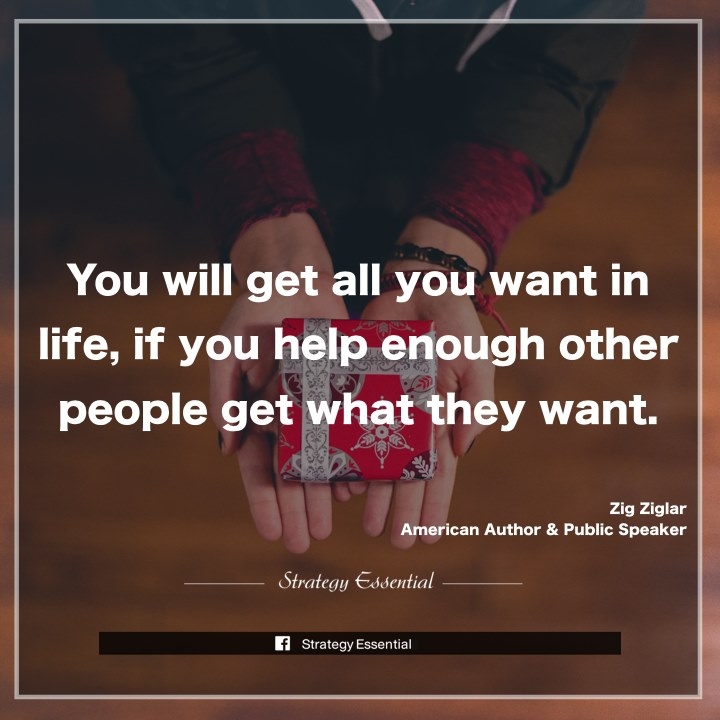 You will get all you want in
life, if you help enough other
people get what they want.
Zig Ziglar
American Author & Public Speaker
Strategy Essential
Strategy Essential